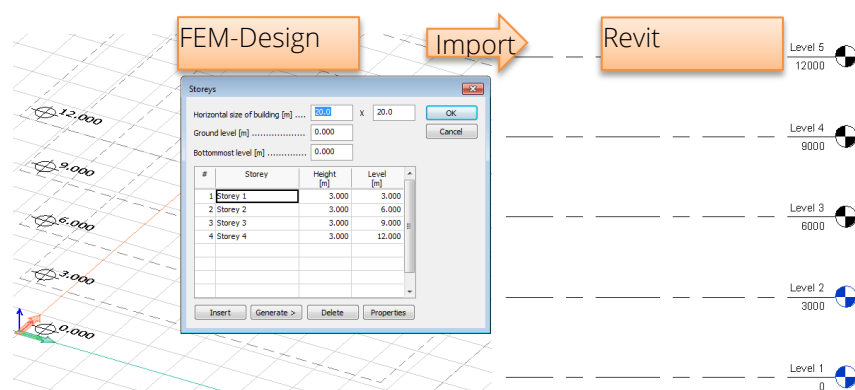 FEM-Design
Import
Revit
Storeys
Horizontal size of building [m] .... 20.0 X 20.0
OK
Ground level [m] ................... 0.000
Cancel
Bottommost level [m] .............. 0.000
# Storey Height [m] Level [m]
1 Storey 1 3.000 3.000
2 Storey 2 3.000 6.000
3 Storey 3 3.000 9.000
4 Storey 4 3.000 12.000
Insert Generate > Delete Properties
12.000
9.000
6.000
3.000
0.000
Level 5
12000
Level 4
9000
Level 3
6000
Level 2
3000
Level 1
0